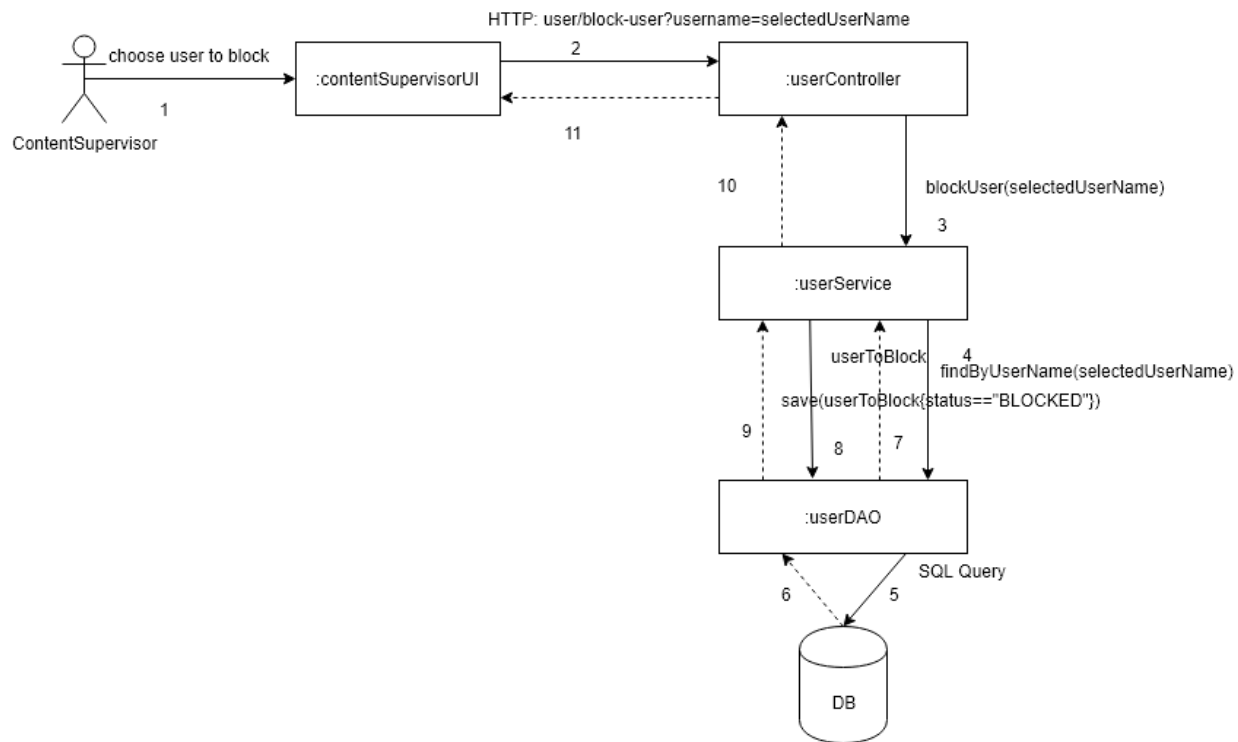 HTTP: user/block-user?username=selectedUserName
choose user to block
2
:contentSupervisorUI
:userController
1
11
ContentSupervisor
10
blockUser(selectedUserName)
3
:userService
userToBlock
4
findByUserName(selectedUserName)
save(userToBlock{status=="BLOCKED"})
9
8
7
:userDAO
SQL Query
6
5
DB